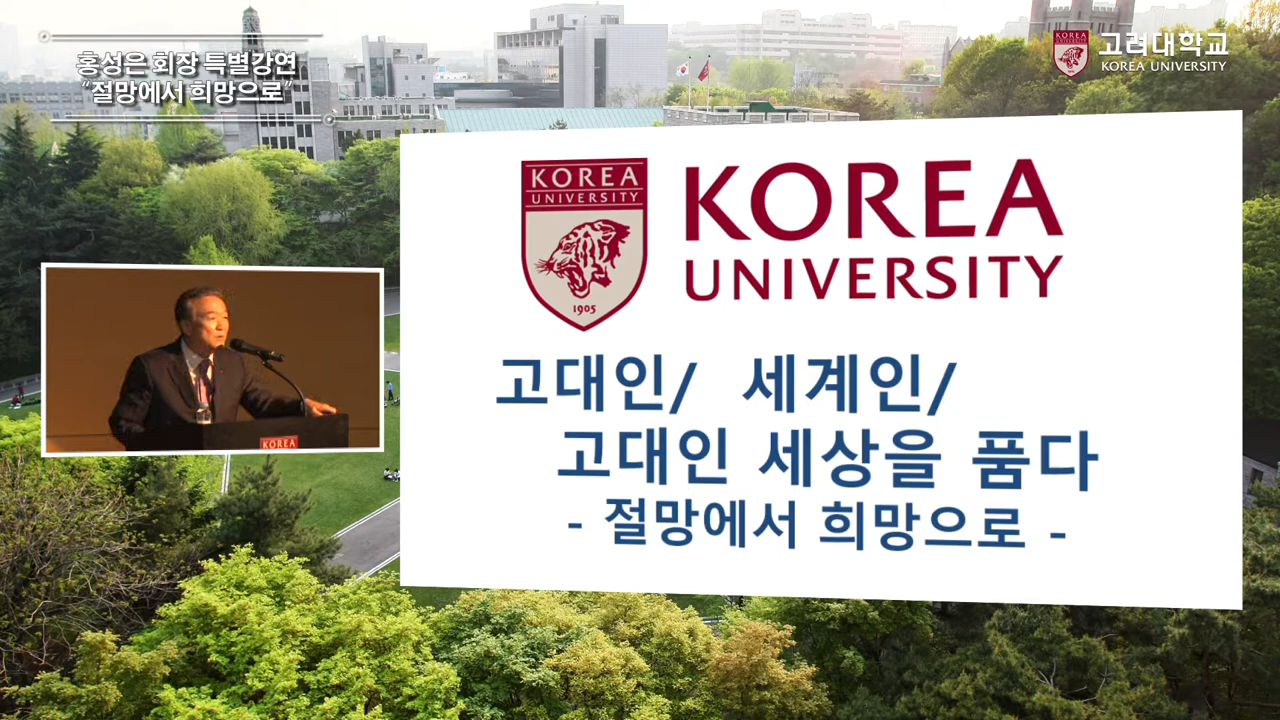 홍성은 회장 특별강연
“절망에서 희망으로”
KOREA
UNIVERSITY
고려대학교
KOREA UNIVERSITY
KOREA
UNIVERSITY
1905
KOREA
UNIVERSITY
고대인/ 세계인/
고대인 세상을 품다
- 절망에서 희망으로 -
KOREA